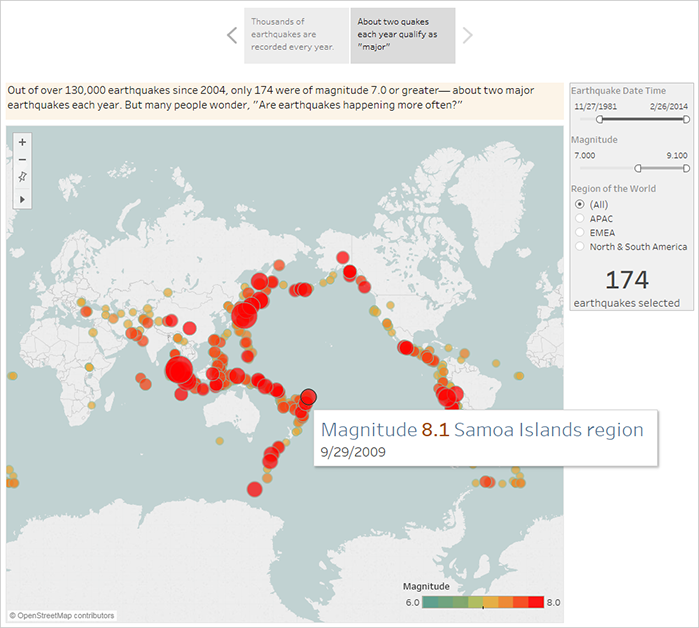 Thousands of
earthquakes are
recorded every year.
About two quakes
each year qualify as
"major"
Out of over 130,000 earthquakes since 2004, only 174 were of magnitude 7.0 or greater— about two major
earthquakes each year. But many people wonder, "Are earthquakes happening more often?"
Earthquake Date Time
11/27/1981 2/26/2014
Magnitude
7.000 9.100
Region of the World
(All)
APAC
EMEA
North & South America
174
earthquakes selected
+
−
Magnitude 8.1 Samoa Islands region
9/29/2009
Magnitude
6.0 8.0
© OpenStreetMap contributors